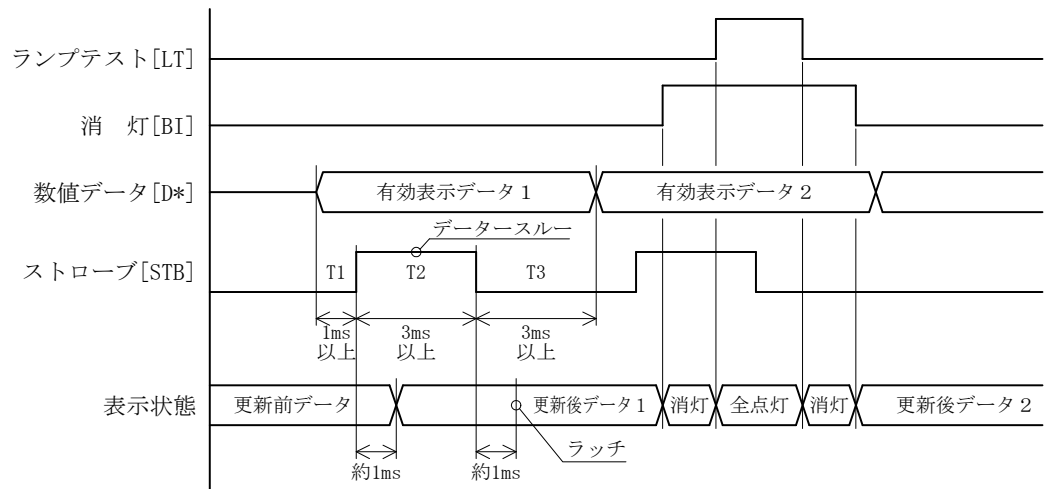 ランプテスト[LT]
消　灯[BI]
数値データ[D*]
有効表示データ1
有効表示データ2
データースルー
ストローブ[STB]
T1
T2
T3
1ms
以上
3ms
以上
3ms
以上
表示状態
更新前データ
更新後データ1
消灯
全点灯
消灯
更新後データ2
ラッチ
約1ms
約1ms